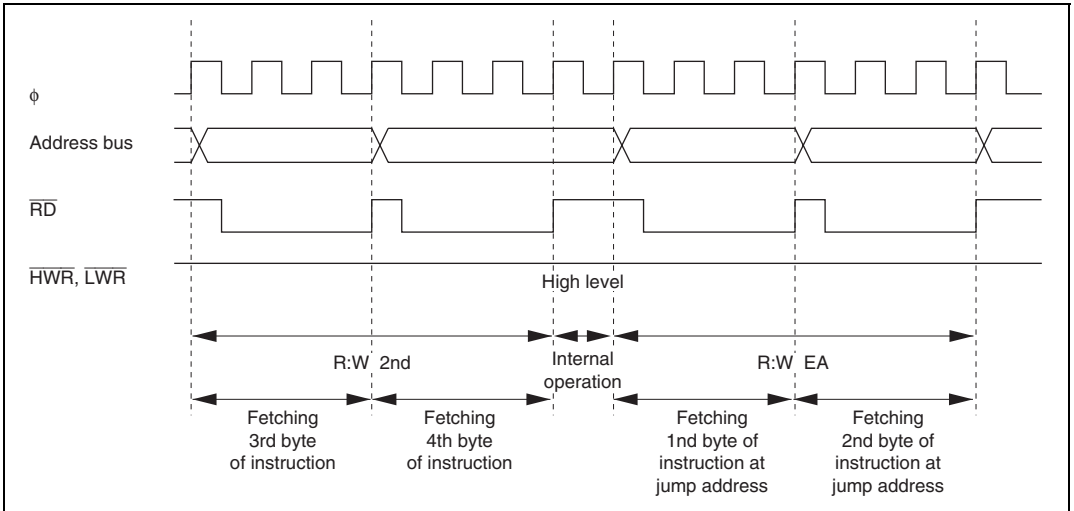 φ
Address bus
RD
HWR, LWR
High level
R:W 2nd
Internal
operation
R:W EA
Fetching
3rd byte
of instruction
Fetching
4th byte
of instruction
Fetching
1nd byte of
instruction at
jump address
Fetching
2nd byte of
instruction at
jump address